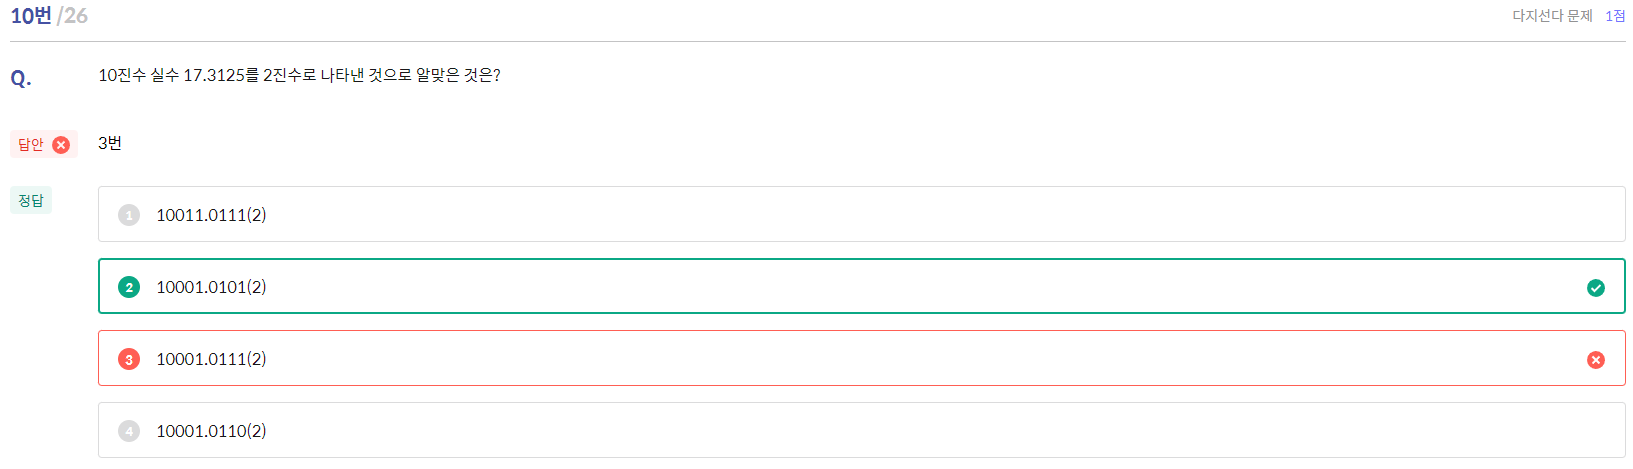 10번 /26 다지선다 문제 1점
Q. 10진수 실수 17.3125를 2진수로 나타낸 것으로 알맞은 것은?
답안 3번
정답
1 10011.0111(2)
2 10001.0101(2)
3 10001.0111(2)
4 10001.0110(2)